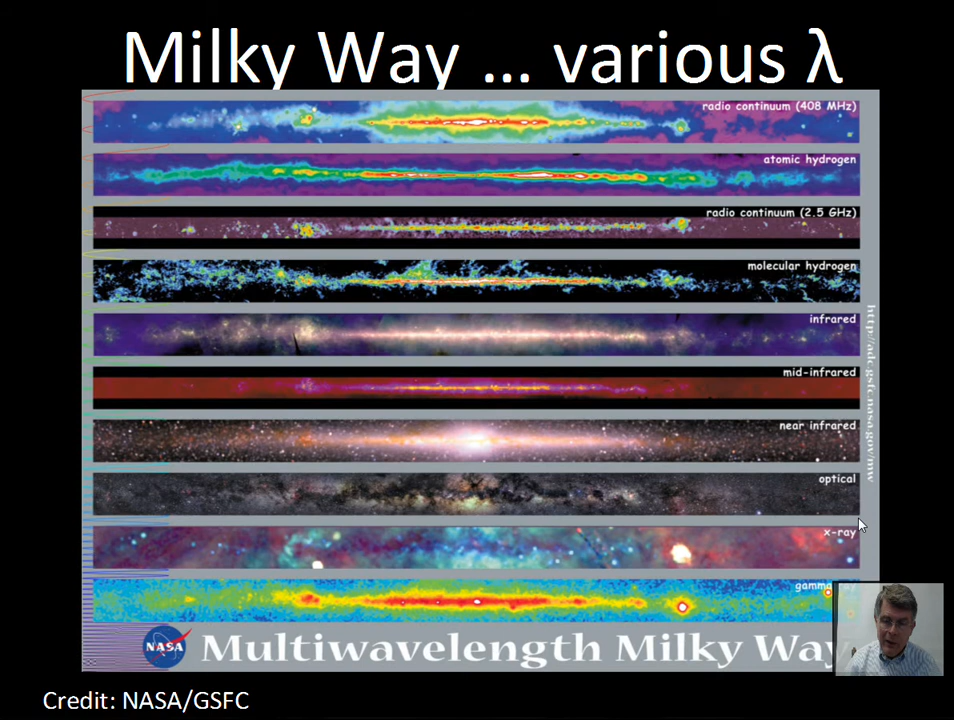 Milky Way ... various λ
radio continuum (408 MHz)
atomic hydrogen
radio continuum (2.5 GHz)
molecular hydrogen
infrared
mid-infrared
near infrared
optical
x-ray
gamma
http://adc.gsfc.nasa.gov/mw
NASA
Multiwavelength Milky Way
Credit: NASA/GSFC